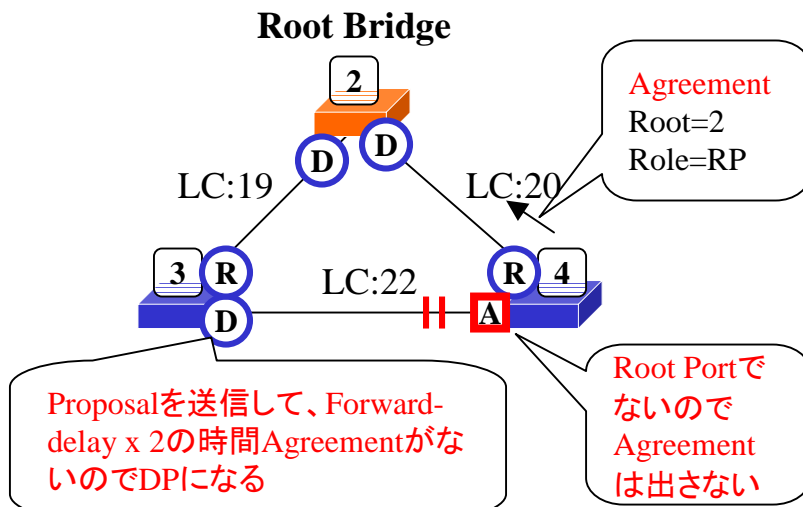 Root Bridge
2
Agreement
Root=2
Role=RP
D
D
LC:19
LC:20
3
R
R
4
LC:22
D
A
Proposalを送信して、Forward-
delay x 2の時間Agreementがな
いのでDPになる
Root Portで
ないので
Agreement
は出さない